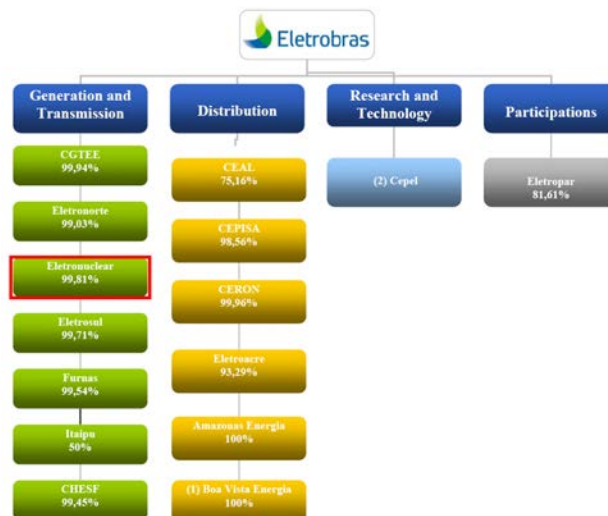 Eletrobras
Generation and
Transmission
CGTEE
99,94%
Eletronorte
99,03%
Eletronuclear
99,81%
Eletrosul
99,71%
Furnas
99,54%
Itaipu
50%
CHESF
99,45%
Distribution
CEAL
75,16%
CEPISA
98,56%
CERON
99,96%
Eletroacre
93,29%
Amazonas Energia
100%
(1) Boa Vista Energia
100%
Research and
Technology
(2) Cepel
Participations
Eletropar
81,61%